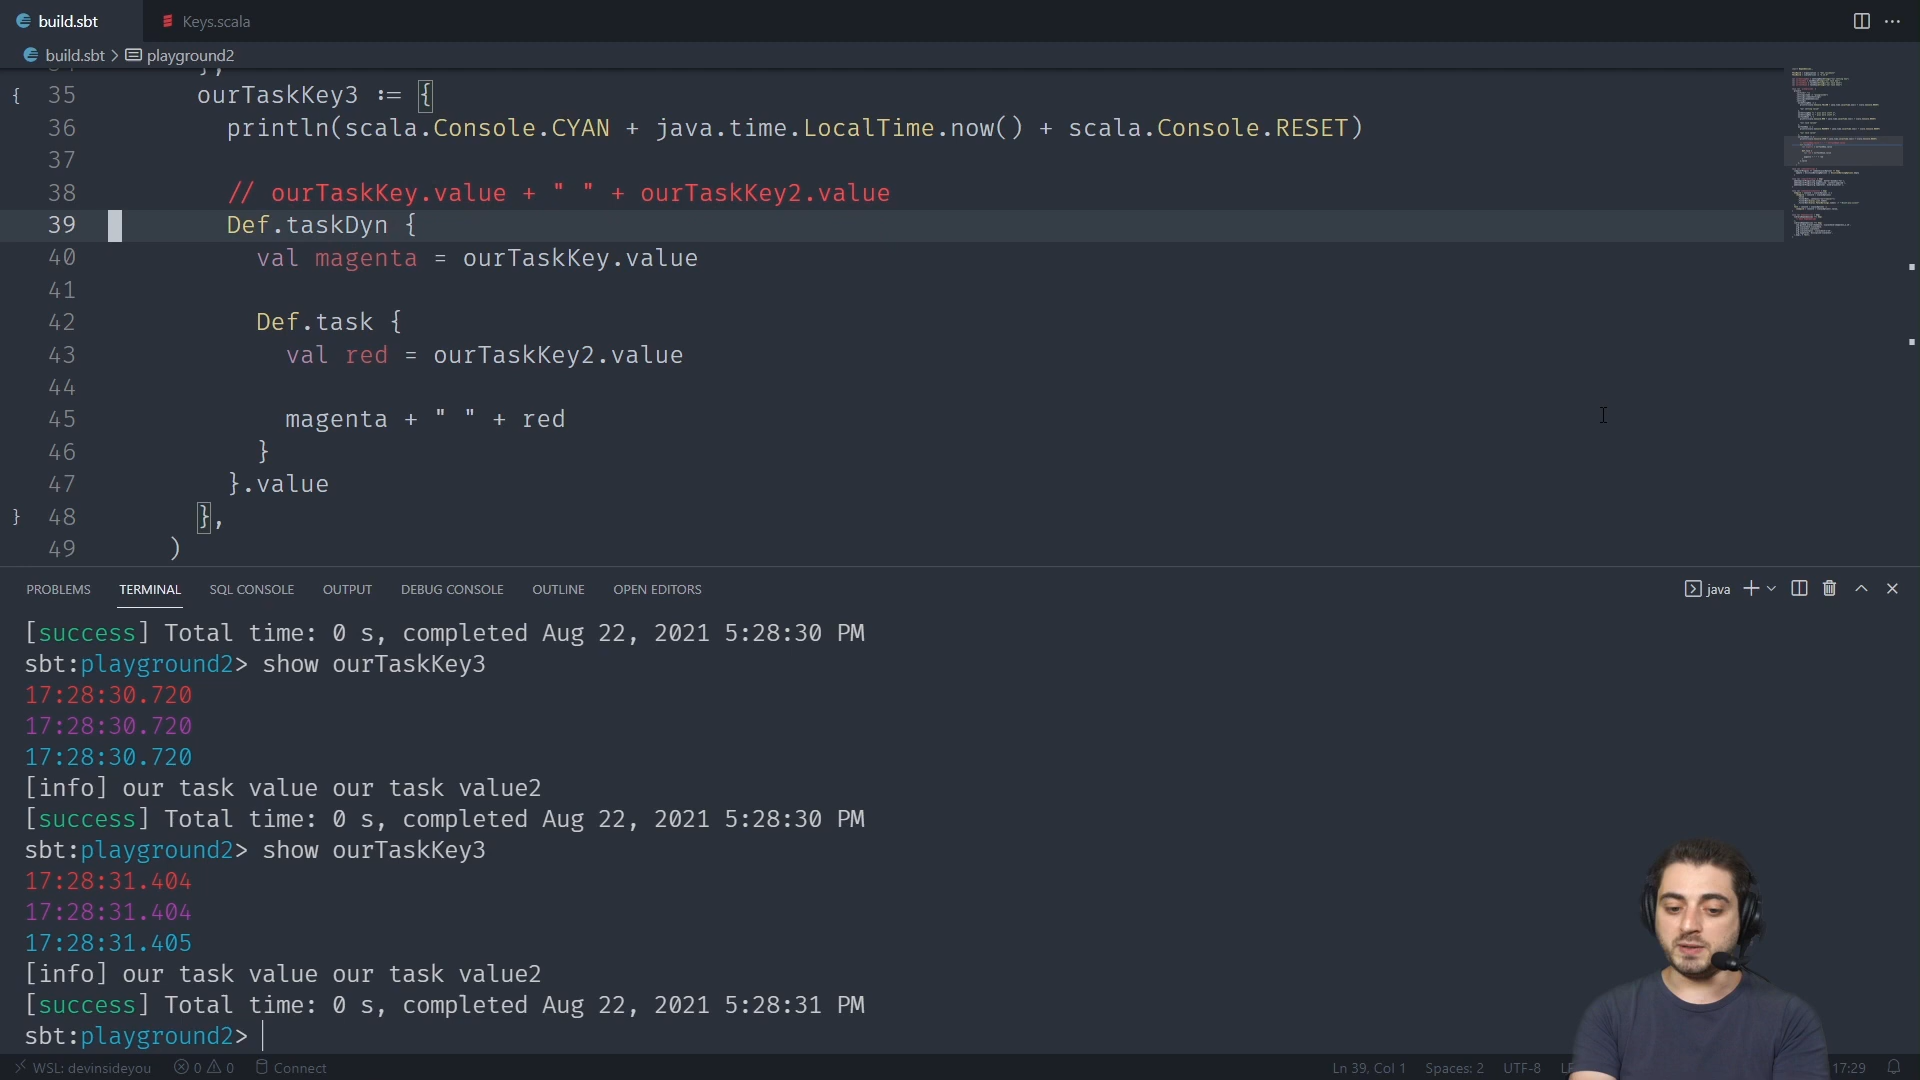 build.sbt
Keys.scala
build.sbt > playground2
35 ourTaskKey3 := {
36 println(scala.Console.CYAN + java.time.LocalTime.now() + scala.Console.RESET)
37
38 // ourTaskKey.value + " " + ourTaskKey2.value
39 Def.taskDyn {
40 val magenta = ourTaskKey.value
41
42 Def.task {
43 val red = ourTaskKey2.value
44
45 magenta + " " + red
46 }
47 }.value
48 },
49 )
PROBLEMS TERMINAL SQL CONSOLE OUTPUT DEBUG CONSOLE OUTLINE OPEN EDITORS java
[success] Total time: 0 s, completed Aug 22, 2021 5:28:30 PM
sbt:playground2> show ourTaskKey3
17:28:30.720
17:28:30.720
17:28:30.720
[info] our task value our task value2
[success] Total time: 0 s, completed Aug 22, 2021 5:28:30 PM
sbt:playground2> show ourTaskKey3
17:28:31.404
17:28:31.404
17:28:31.405
[info] our task value our task value2
[success] Total time: 0 s, completed Aug 22, 2021 5:28:31 PM
sbt:playground2>
WSL: devinsideyou 0 0 Connect Ln 39, Col 1 Spaces: 2 UTF-8 17:29